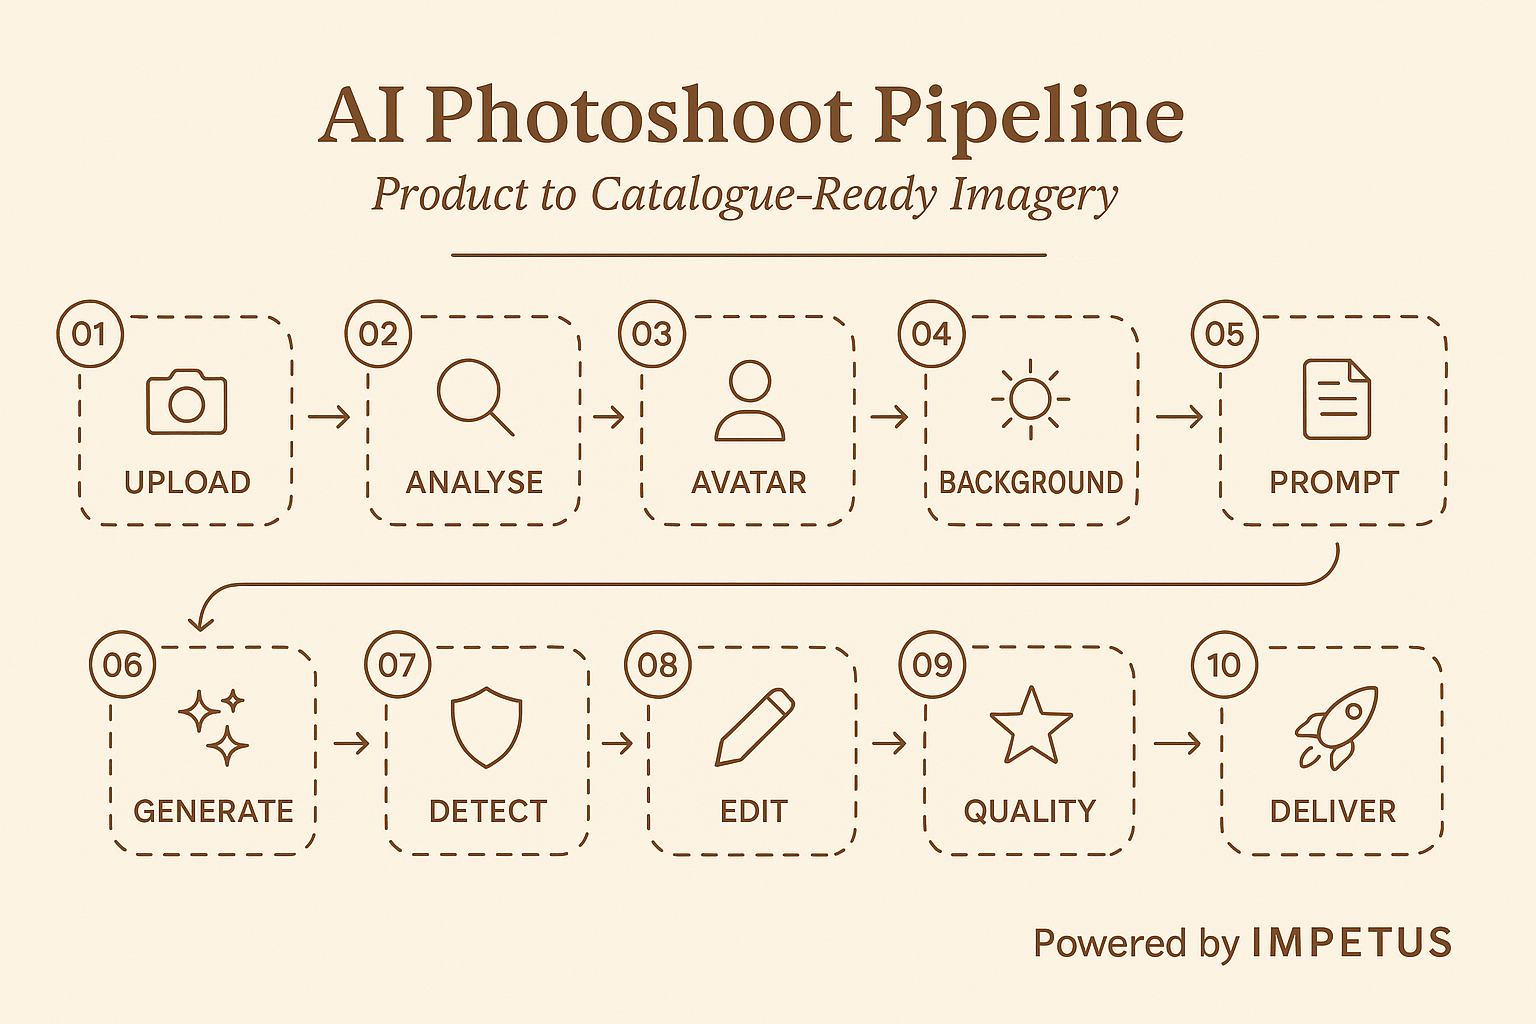 AI Photoshoot Pipeline
Product to Catalogue-Ready Imagery
01
UPLOAD
02
ANALYSE
03
AVATAR
04
BACKGROUND
05
PROMPT
06
GENERATE
07
DETECT
08
EDIT
09
QUALITY
10
DELIVER
Powered by IMPETUS